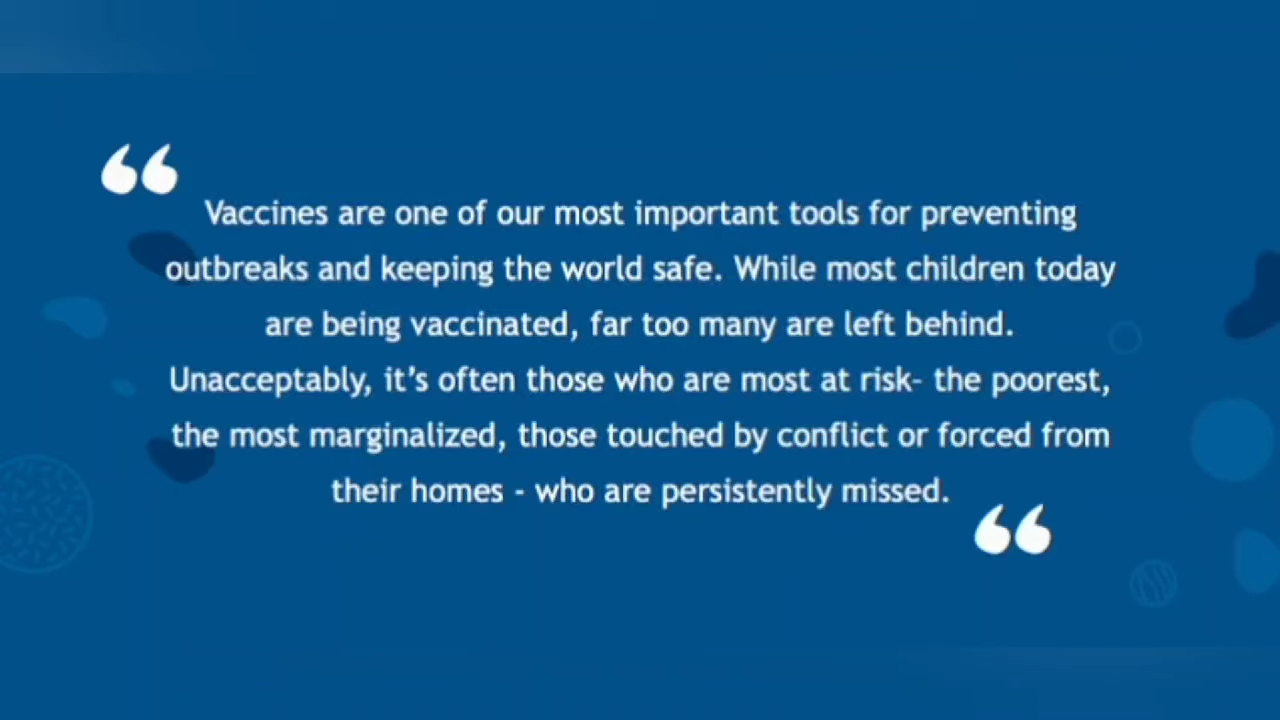 Vaccines are one of our most important tools for preventing
outbreaks and keeping the world safe. While most children today
are being vaccinated, far too many are left behind.
Unacceptably, it’s often those who are most at risk- the poorest,
the most marginalized, those touched by conflict or forced from
their homes - who are persistently missed.